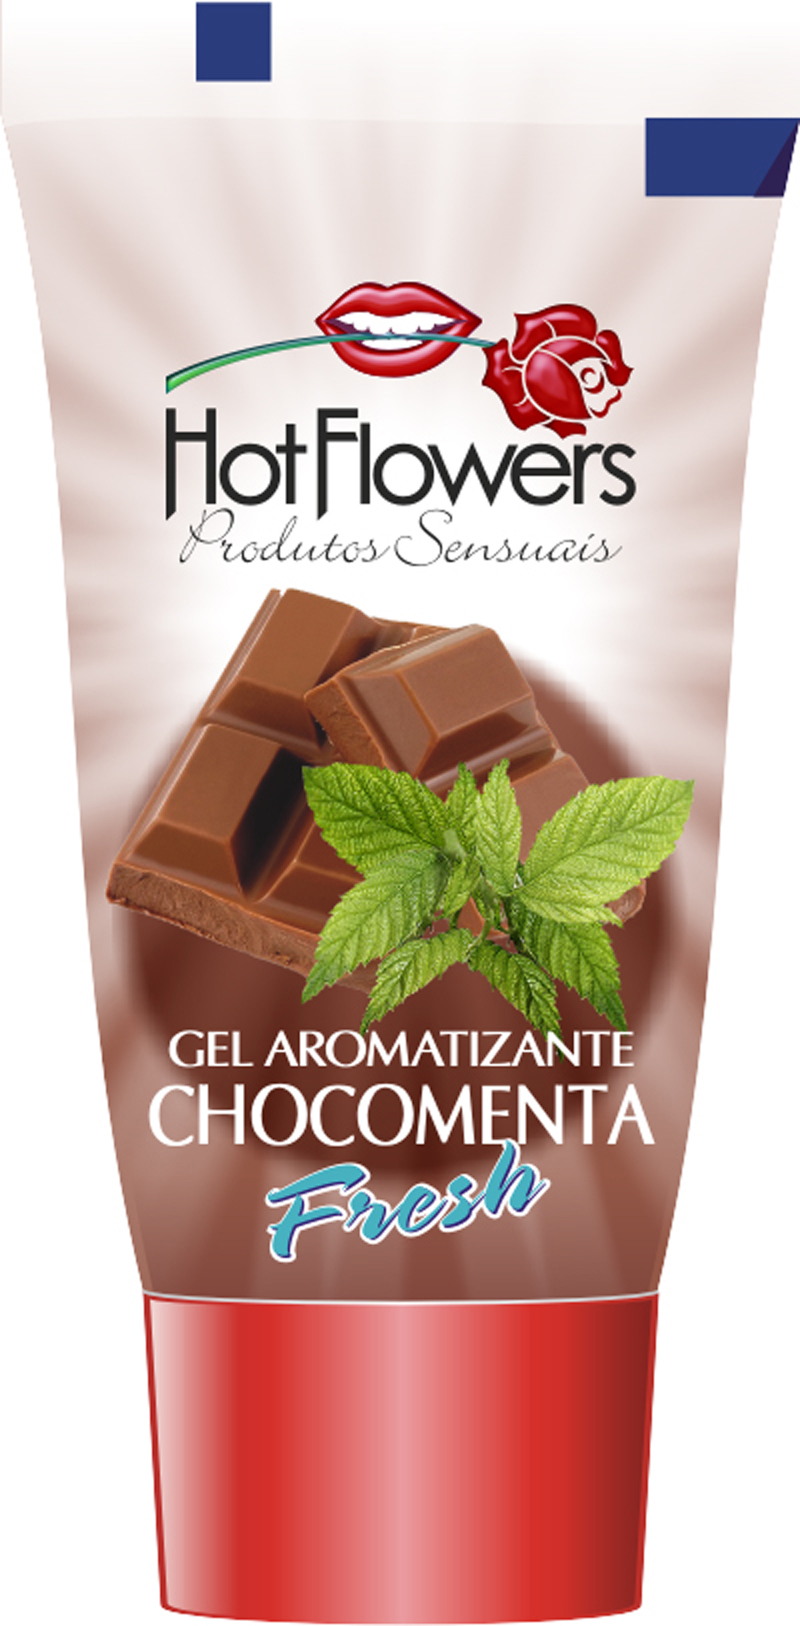 HotFlowers
Produtos Sensuais
GEL AROMATIZANTE
CHOCOMENTA
Fresh